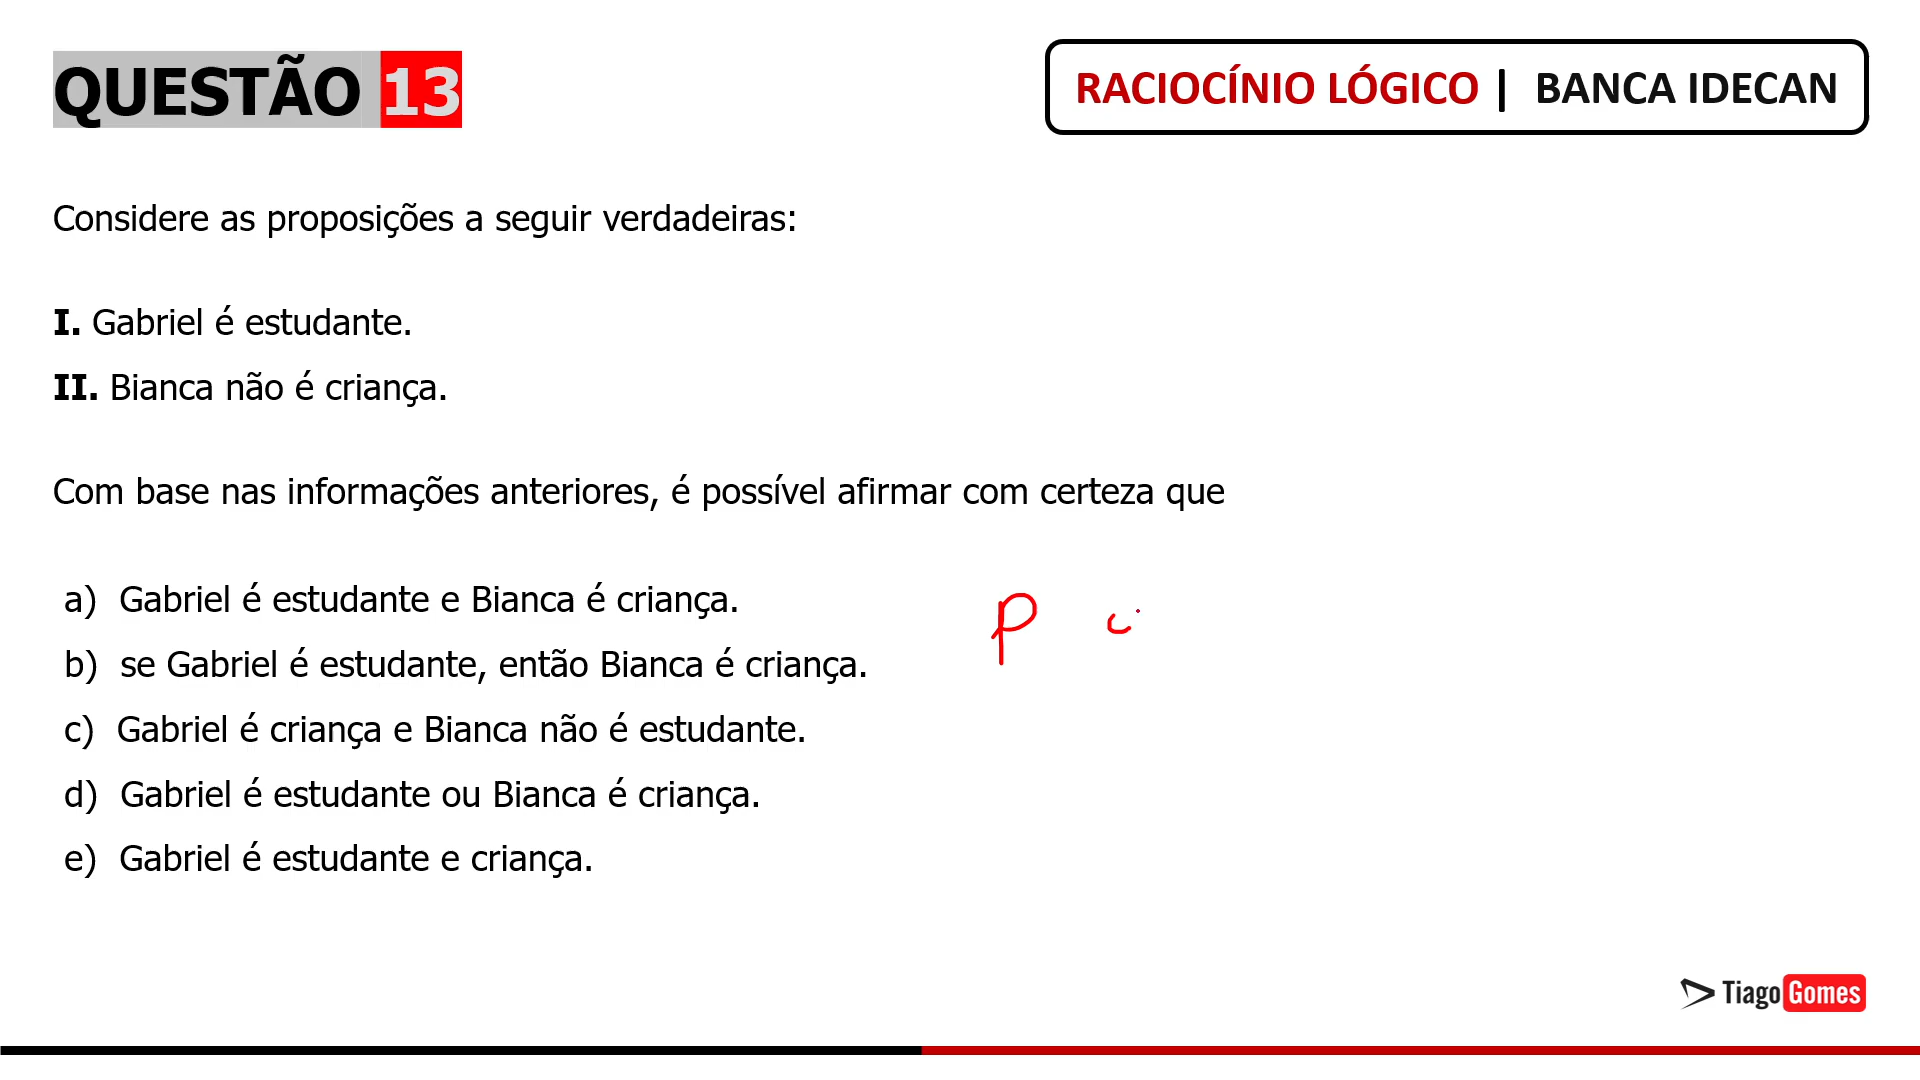 QUESTÃO 13
RACIOCÍNIO LÓGICO | BANCA IDECAN
Considere as proposições a seguir verdadeiras:
I. Gabriel é estudante.
II. Bianca não é criança.
Com base nas informações anteriores, é possível afirmar com certeza que
a) Gabriel é estudante e Bianca é criança.
b) se Gabriel é estudante, então Bianca é criança.
c) Gabriel é criança e Bianca não é estudante.
d) Gabriel é estudante ou Bianca é criança.
e) Gabriel é estudante e criança.
P
Tiago Gomes